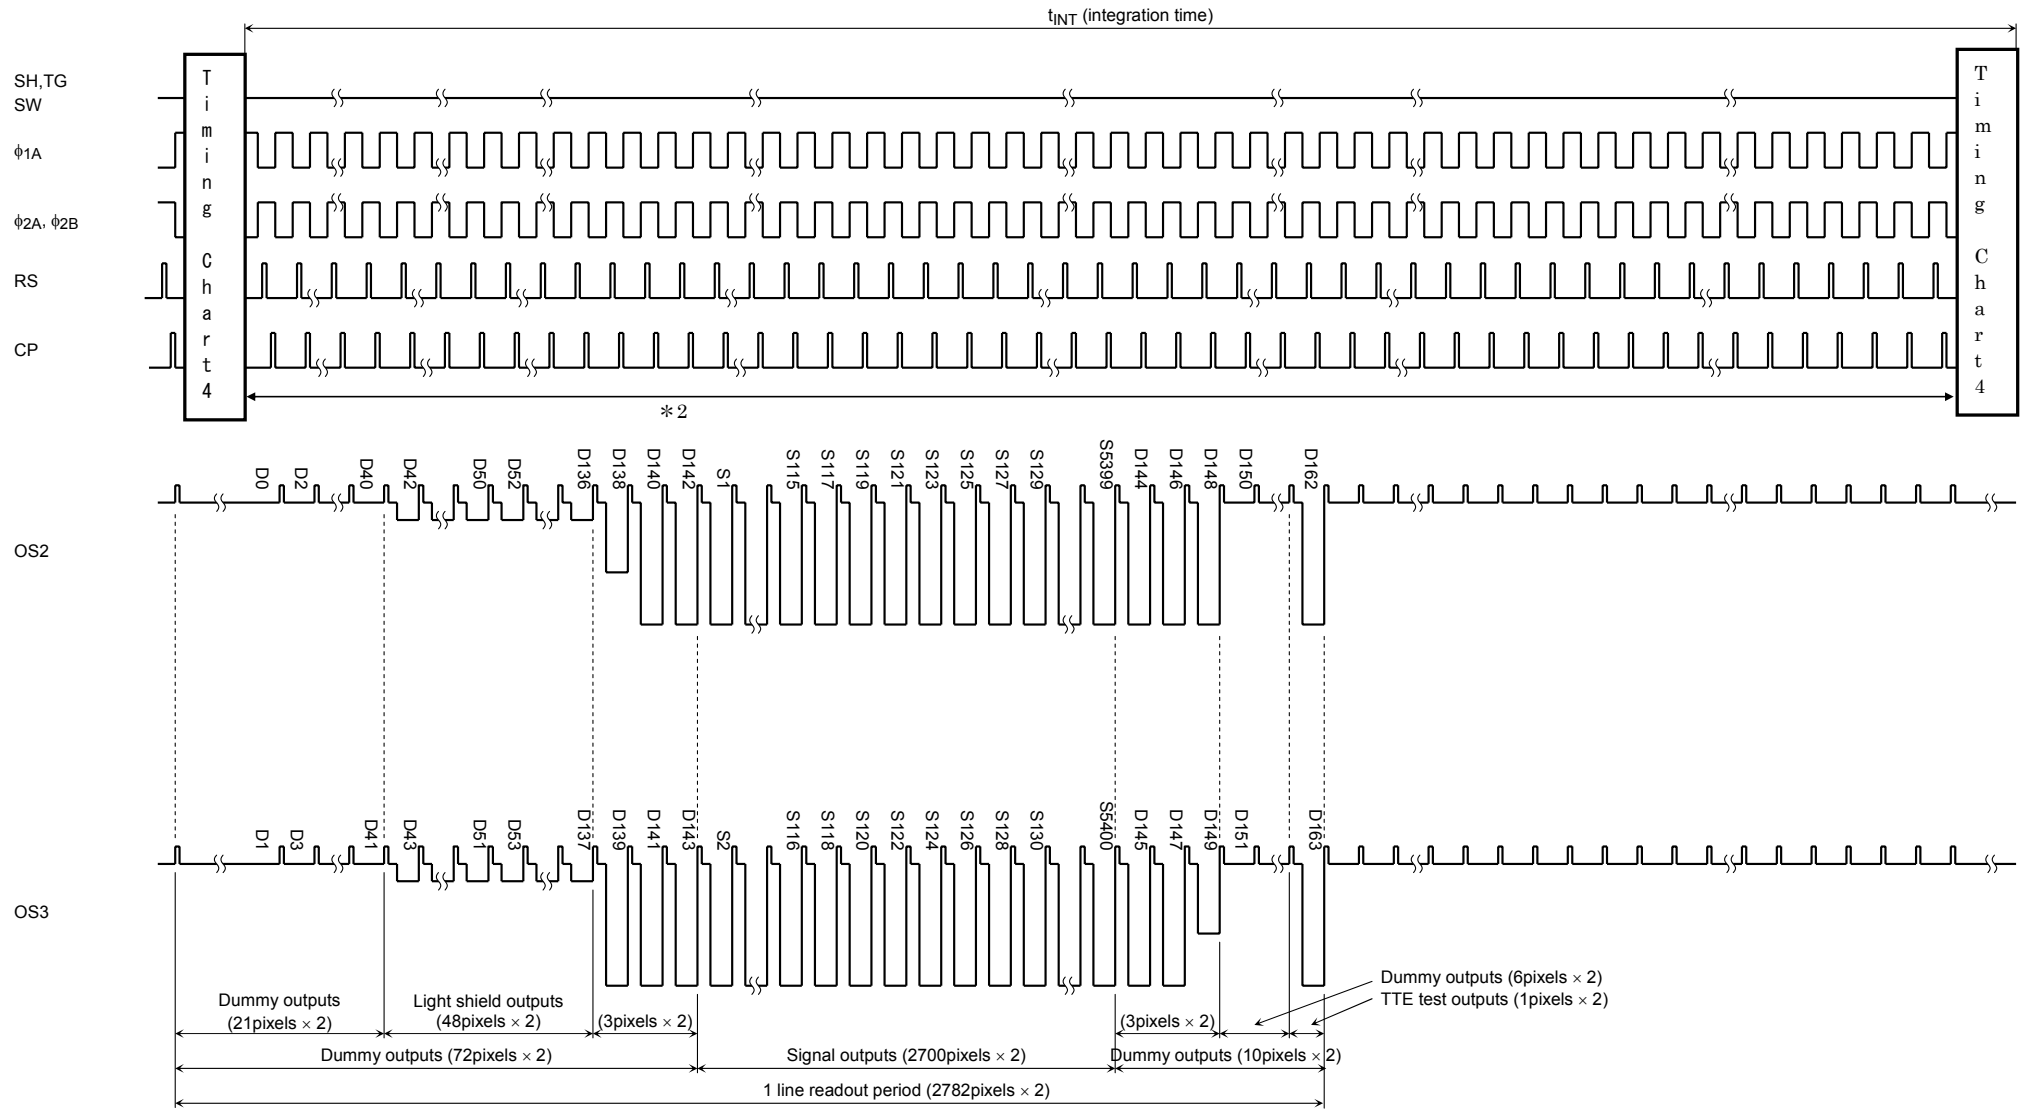 tINT (integration time)
SH,TG
SW
ϕ1A
ϕ2A, ϕ2B
RS
CP
Timing Chart4
Timing Chart4
＊2
D0 D2 D40 D42 D50 D52 D136 D138 D140 D142 S1 S115 S117 S119 S121 S123 S125 S127 S129 S5399 D144 D146 D148 D150 D162
OS2
D1 D3 D41 D43 D51 D53 D137 D139 D141 D143 S2 S116 S118 S120 S122 S124 S126 S128 S130 S5400 D145 D147 D149 D151 D163
OS3
Dummy outputs
(21pixels × 2)
Light shield outputs
(48pixels × 2)
(3pixels × 2)
(3pixels × 2)
Dummy outputs (6pixels × 2)
TTE test outputs (1pixels × 2)
Dummy outputs (72pixels × 2)
Signal outputs (2700pixels × 2)
Dummy outputs (10pixels × 2)
1 line readout period (2782pixels × 2)